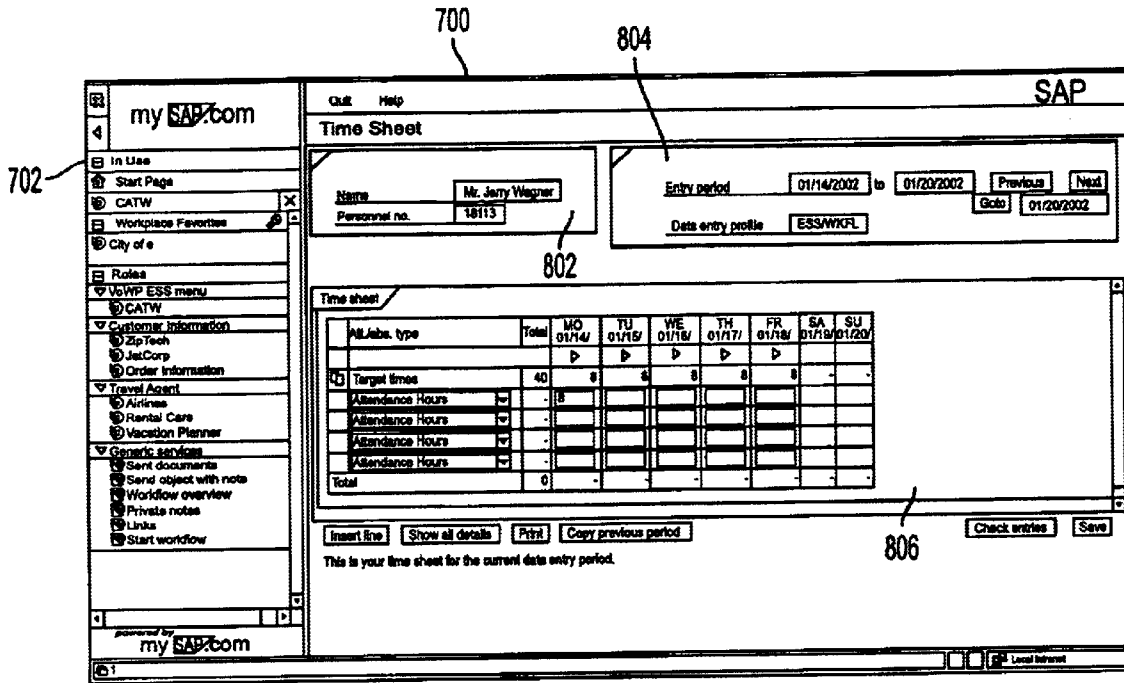 700
804
702
my SAP.com
Quit Help
SAP
Time Sheet
In Use
Start Page
CATW
Workplace Favorites
City of e
Roles
VoWP ESS menu
CATW
Customer Information
ZipTech
JetCorp
Order Information
Travel Agent
Airlines
Rental Cars
Vacation Planner
Generic services
Sent documents
Send object with note
Workflow overview
Private notes
Links
Start workflow
powered by
my SAP.com
Name Mr. Jerry Wagner
Personnel no. 18113
802
Entry period 01/14/2002 to 01/20/2002 Previous Next
Goto 01/20/2002
Data entry profile ESS/WKFL
Time sheet
Att./abs. type Total MO TU WE TH FR SA SU
01/14/ 01/15/ 01/16/ 01/17/ 01/18/ 01/19/ 01/20/
Target times 40 8 8 8 8 8 - -
Attendance Hours - 8
Attendance Hours -
Attendance Hours -
Attendance Hours -
Total 0 - - - - - - -
806
Insert line Show all details Print Copy previous period Check entries Save
This is your time sheet for the current data entry period.
1 Local intranet